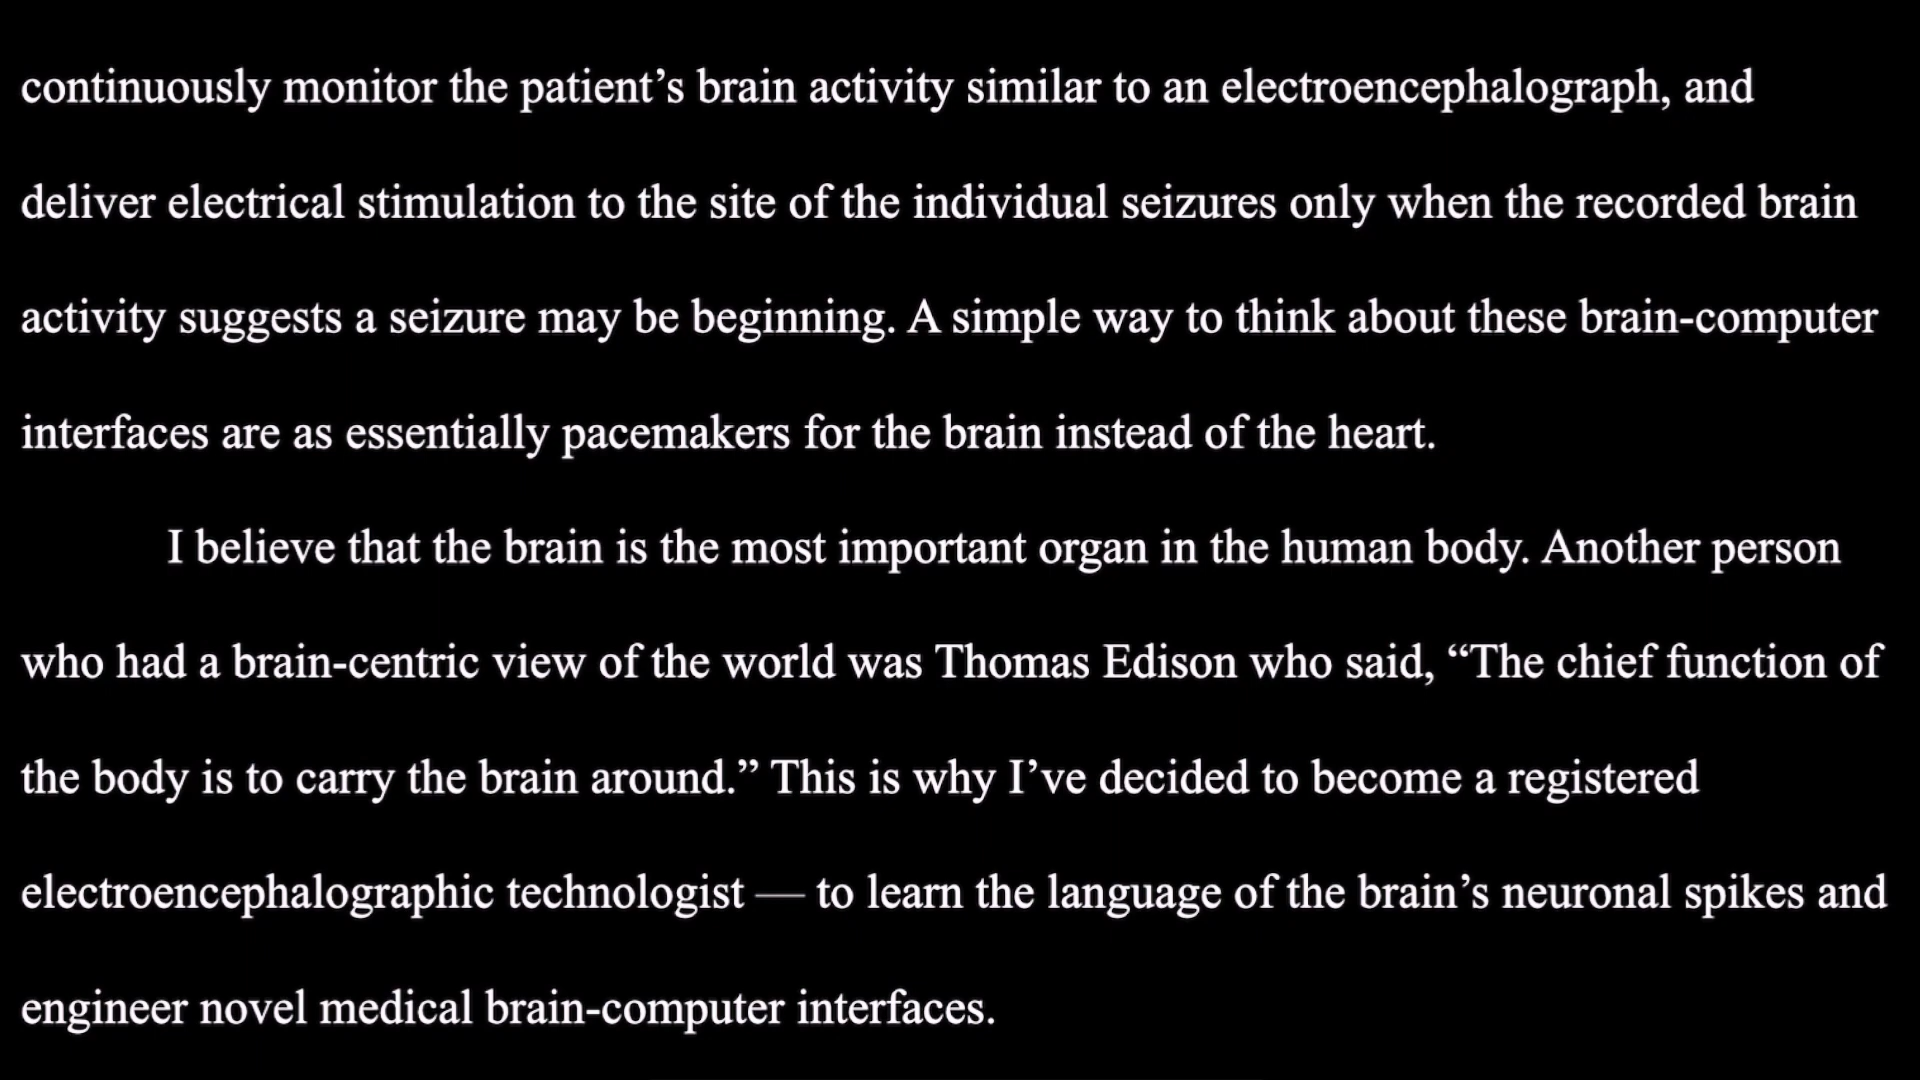 continuously monitor the patient’s brain activity similar to an electroencephalograph, and
deliver electrical stimulation to the site of the individual seizures only when the recorded brain
activity suggests a seizure may be beginning. A simple way to think about these brain-computer
interfaces are as essentially pacemakers for the brain instead of the heart.
I believe that the brain is the most important organ in the human body. Another person
who had a brain-centric view of the world was Thomas Edison who said, “The chief function of
the body is to carry the brain around.” This is why I’ve decided to become a registered
electroencephalographic technologist — to learn the language of the brain’s neuronal spikes and
engineer novel medical brain-computer interfaces.